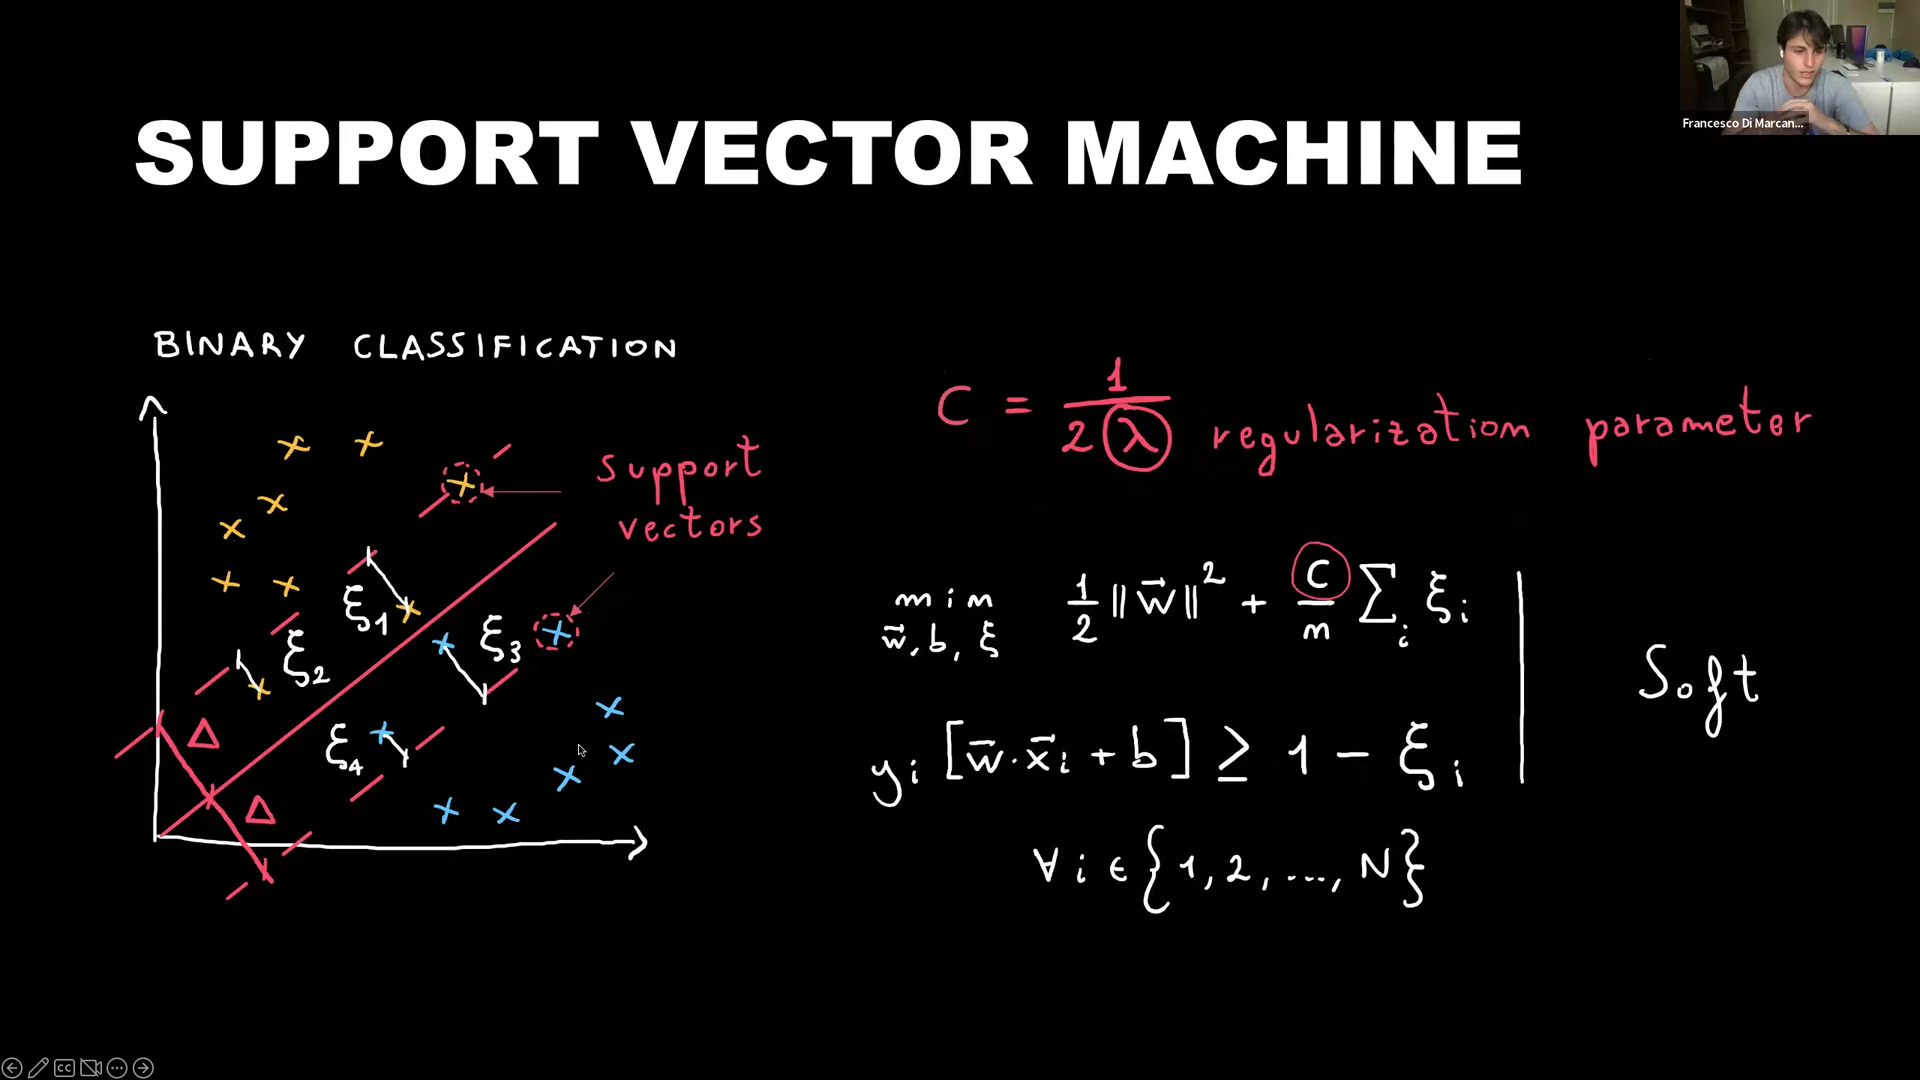 Francesco Di Marcan...
SUPPORT VECTOR MACHINE
BINARY CLASSIFICATION
C = 1 / 2λ regularization parameter
support
vectors
ξ1
ξ2
ξ3
ξ4
Δ
Δ
min 1/2 ||w⃗||² + C/m Σi ξi
w⃗, b, ξ
Soft
yi [w⃗·x⃗i + b] ≥ 1 - ξi
∀ i ∈ {1, 2, ..., N}
CC